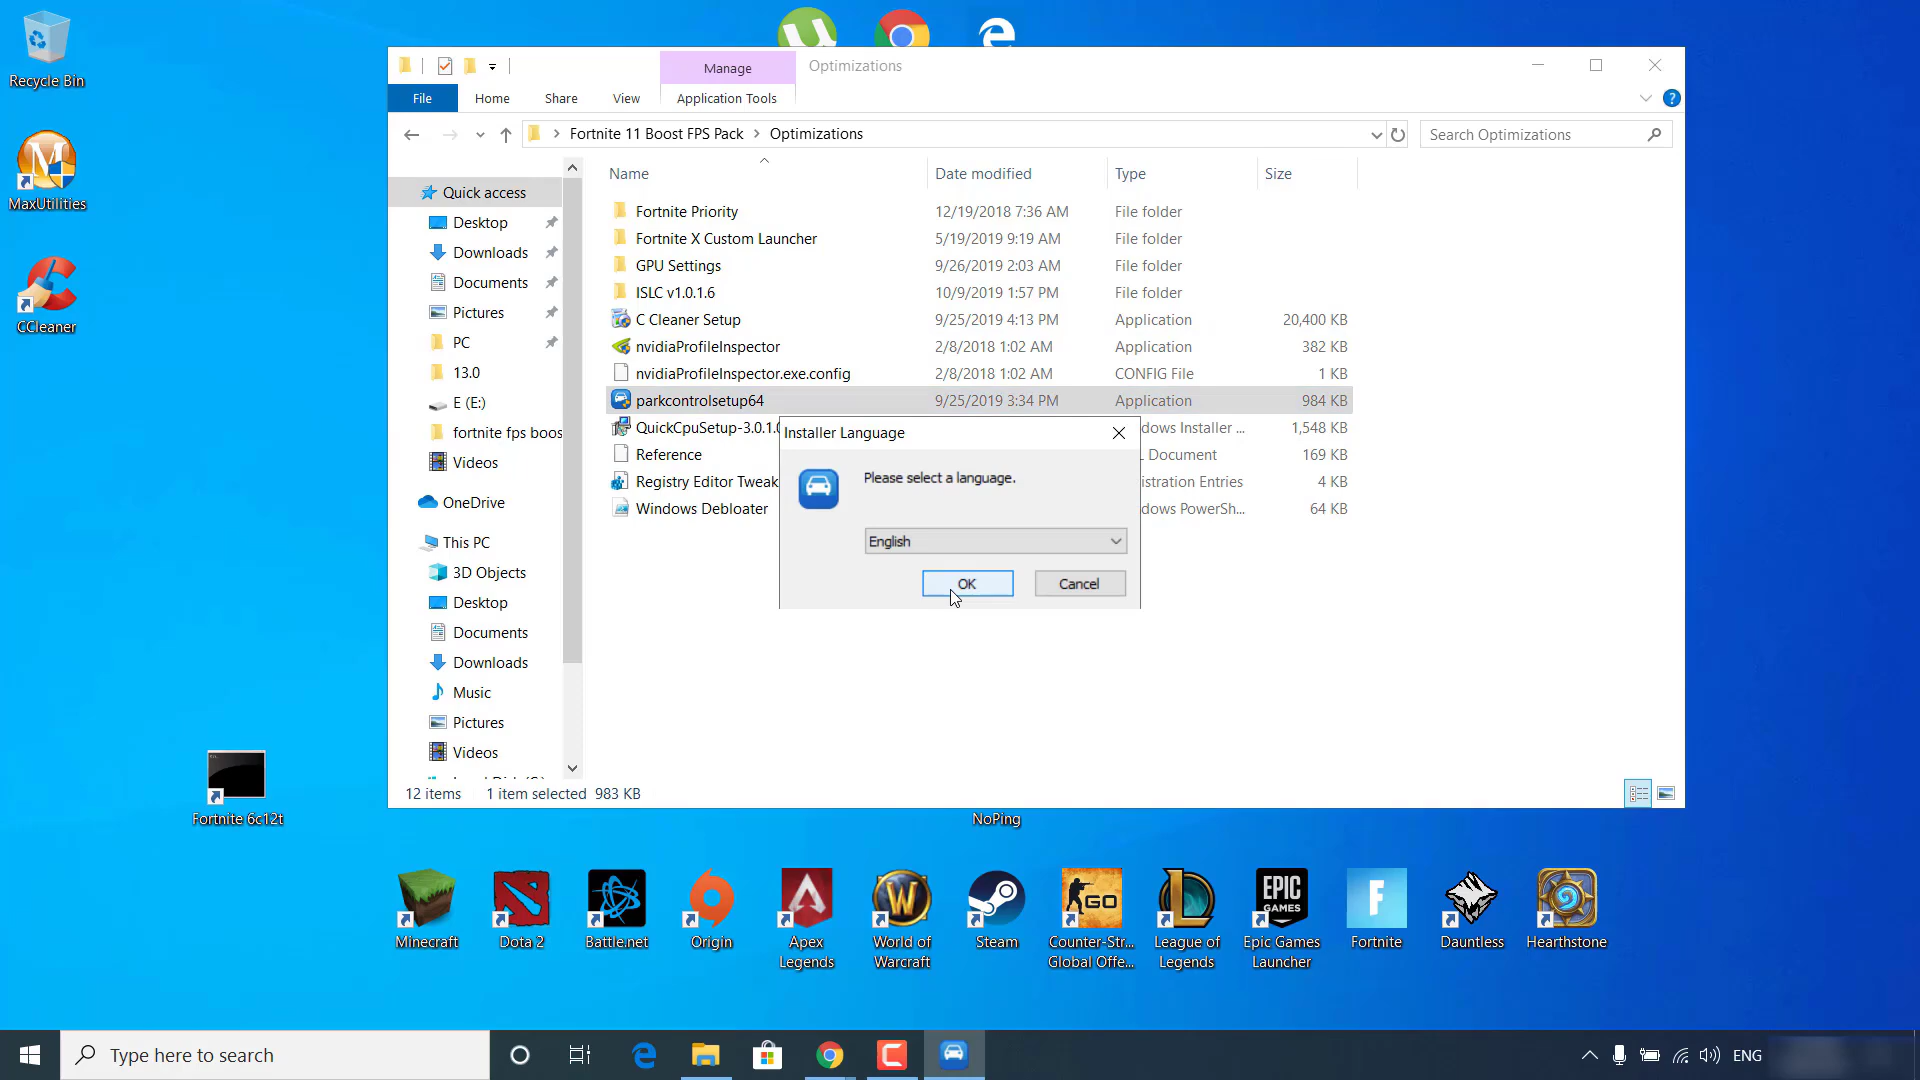 Recycle Bin
MaxUtilities
CCleaner
Fortnite 6c12t
Manage
Optimizations
File
Home
Share
View
Application Tools
Fortnite 11 Boost FPS Pack
Optimizations
Search Optimizations
Quick access
Desktop
Downloads
Documents
Pictures
PC
13.0
E (E:)
fortnite fps boos
Videos
OneDrive
This PC
3D Objects
Desktop
Documents
Downloads
Music
Pictures
Videos
Name Date modified Type Size
Fortnite Priority 12/19/2018 7:36 AM File folder
Fortnite X Custom Launcher 5/19/2019 9:19 AM File folder
GPU Settings 9/26/2019 2:03 AM File folder
ISLC v1.0.1.6 10/9/2019 1:57 PM File folder
C Cleaner Setup 9/25/2019 4:13 PM Application 20,400 KB
nvidiaProfileInspector 2/8/2018 1:02 AM Application 382 KB
nvidiaProfileInspector.exe.config 2/8/2018 1:02 AM CONFIG File 1 KB
parkcontrolsetup64 9/25/2019 3:34 PM Application 984 KB
QuickCpuSetup-3.0.1.0 dows Installer ... 1,548 KB
Reference Document 169 KB
Registry Editor Tweak istration Entries 4 KB
Windows Debloater dows PowerSh... 64 KB
Installer Language
Please select a language.
English
OK
Cancel
12 items 1 item selected 983 KB
NoPing
Minecraft
Dota 2
Battle.net
Origin
Apex
Legends
World of
Warcraft
Steam
GO
Counter-Str...
Global Offe...
League of
Legends
EPIC
GAMES
Epic Games
Launcher
F
Fortnite
Dauntless
Hearthstone
Type here to search
ENG